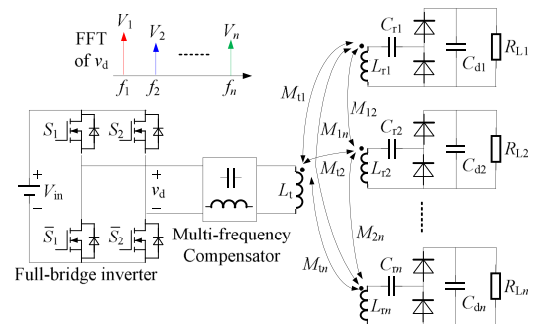 FFT
of v_d
V_1
V_2
V_n
f_1
f_2
f_n
S_1
S_2
V_in
+
−
+
v_d
−
S̅_1
S̅_2
Full-bridge inverter
Multi-frequency
Compensator
L_t
M_t1
M_1n
M_12
M_t2
M_2n
M_tn
C_r1
L_r1
C_d1
R_L1
C_r2
L_r2
C_d2
R_L2
C_rn
L_rn
C_dn
R_Ln